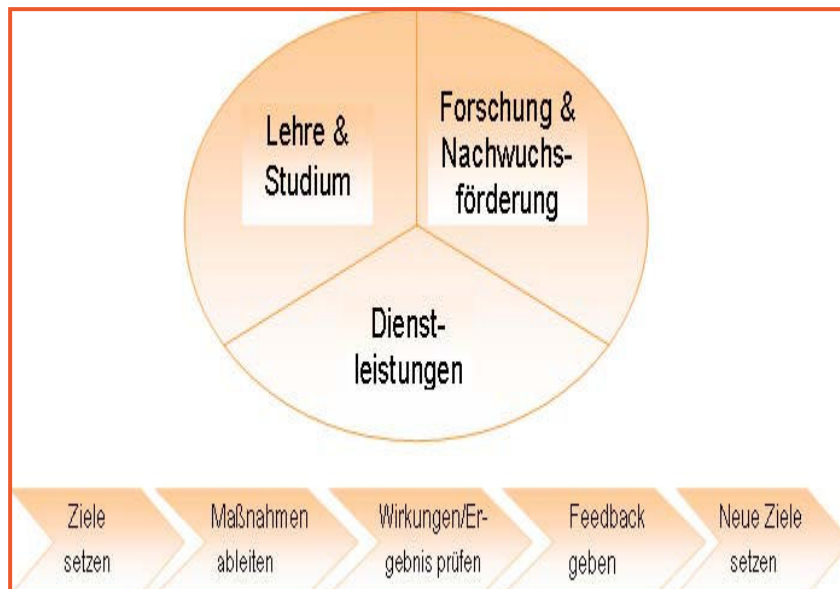 Lehre &
Studium
Forschung &
Nachwuchs-
förderung
Dienst-
leistungen
Ziele
setzen
Maßnahmen
ableiten
Wirkungen/Er-
gebnis prüfen
Feedback
geben
Neue Ziele
setzen